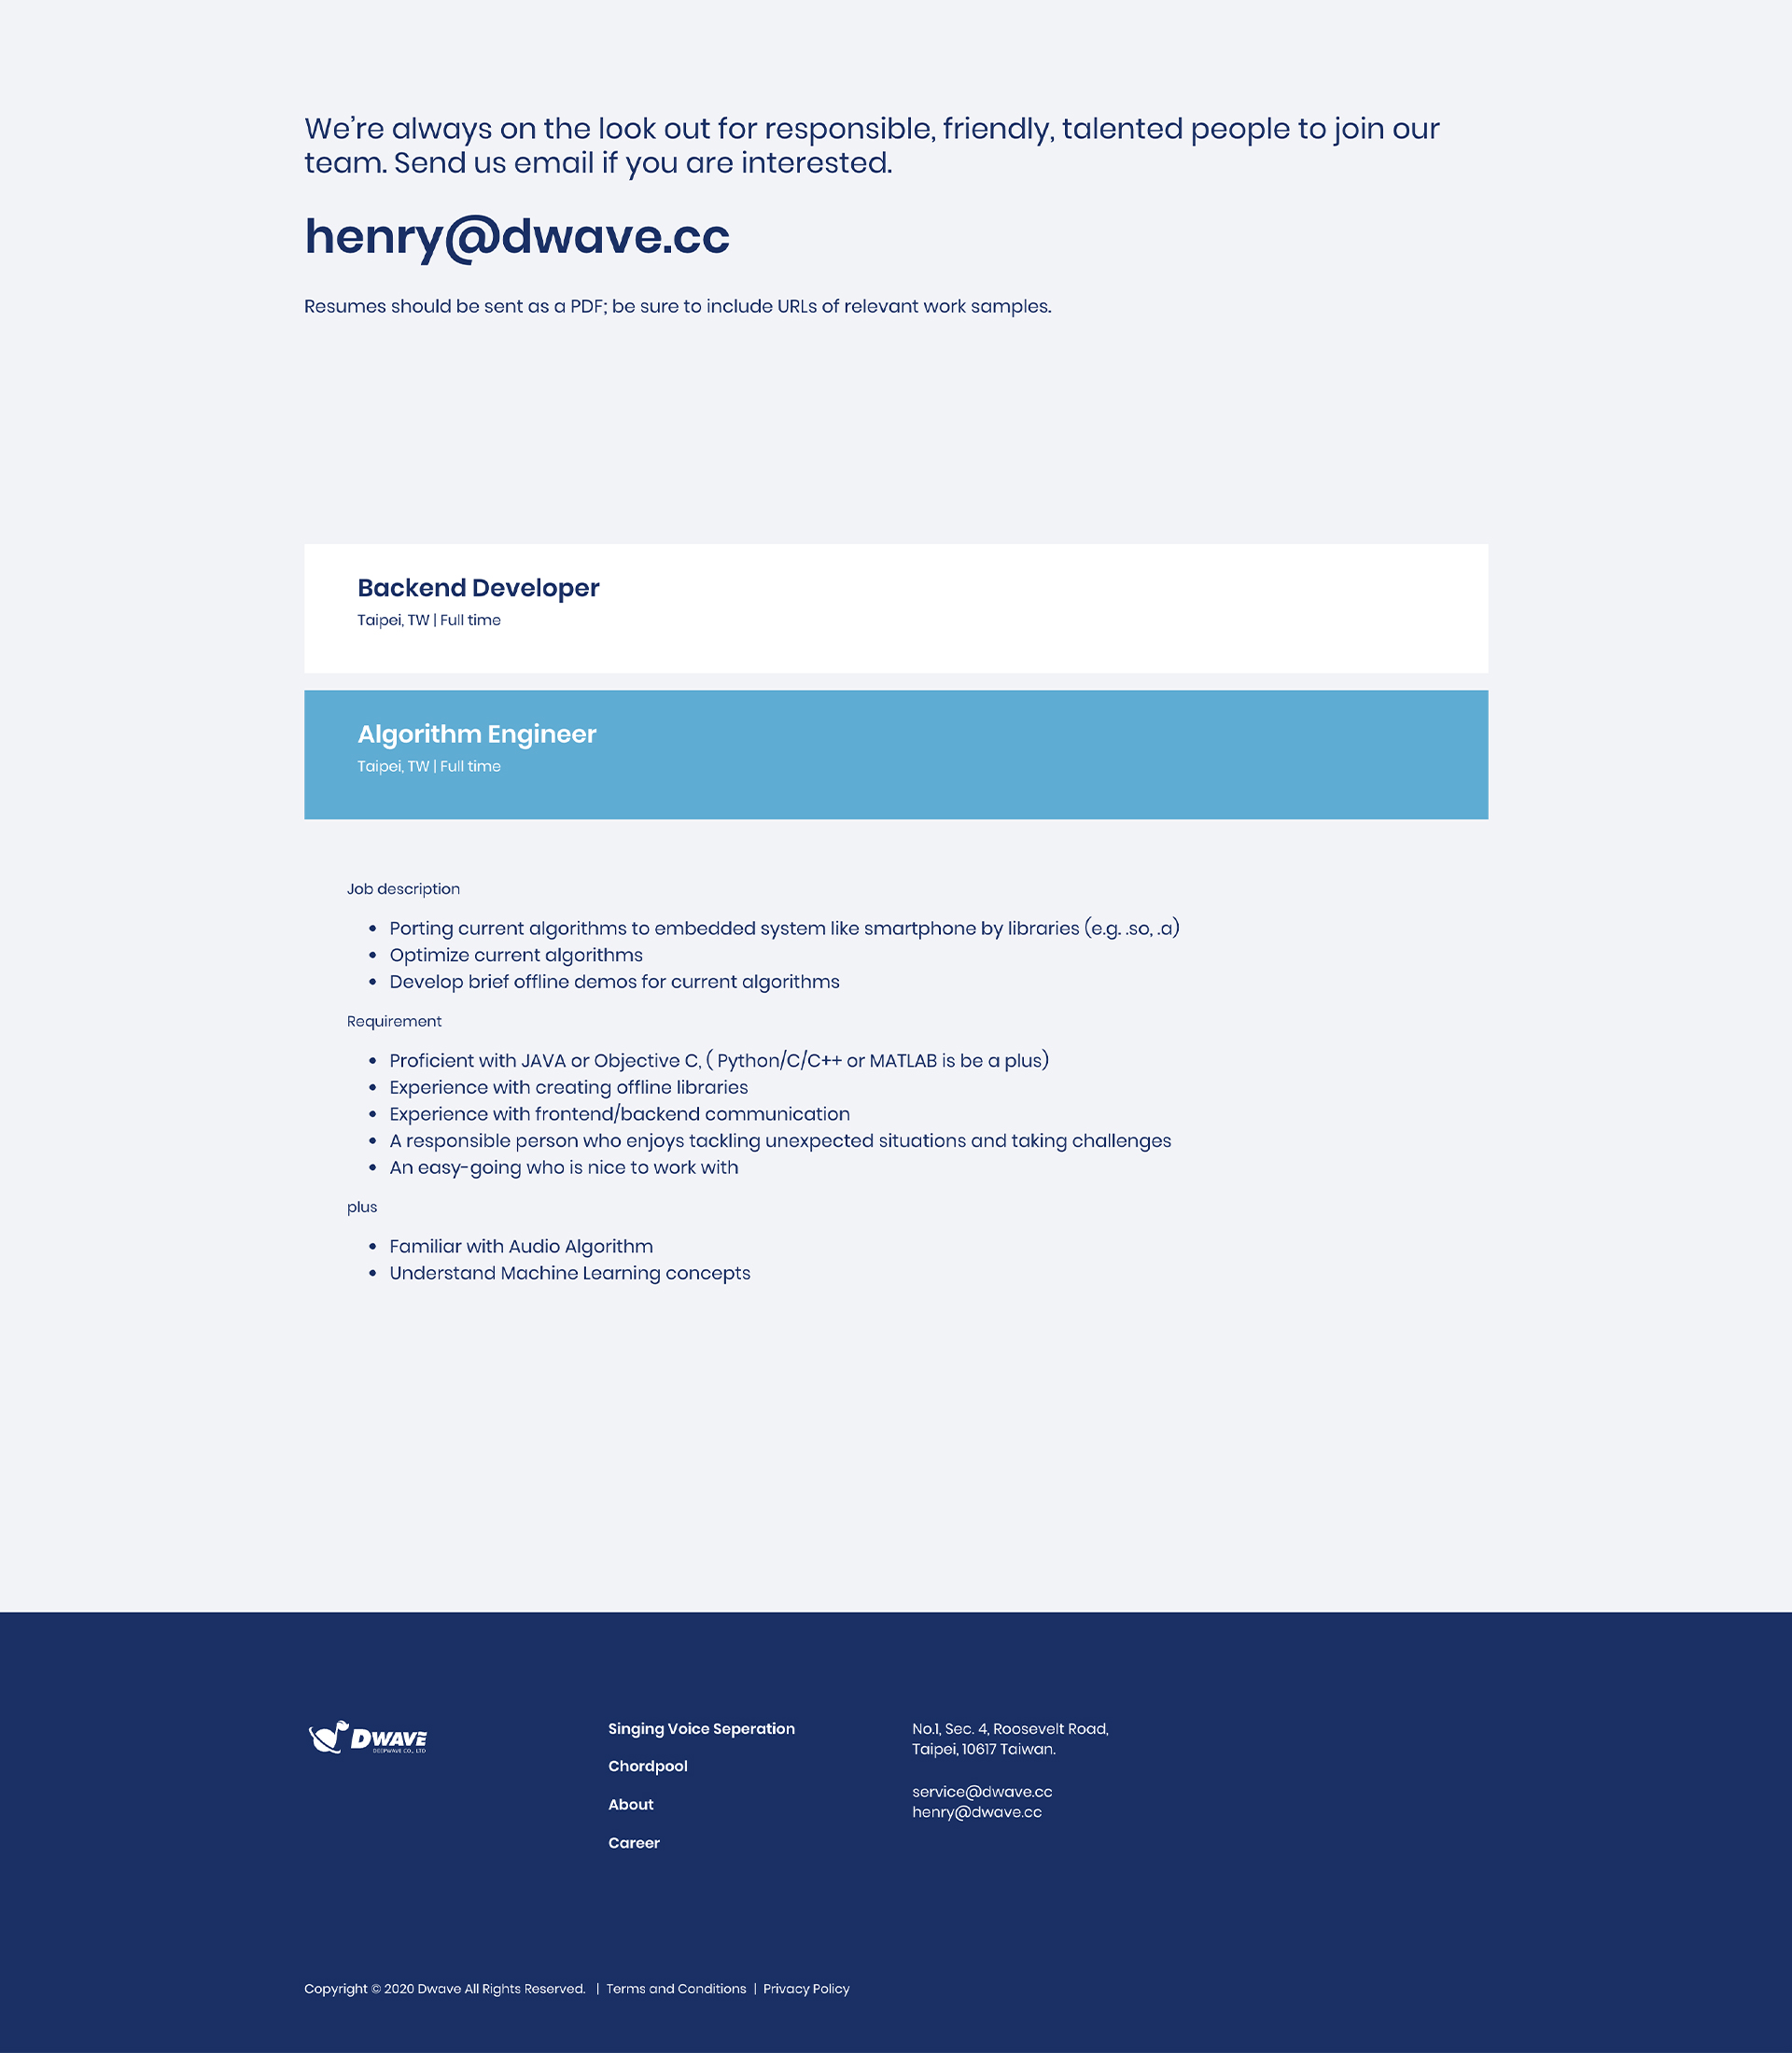 We’re always on the look out for responsible, friendly, talented people to join our
team. Send us email if you are interested.
henry@dwave.cc
Resumes should be sent as a PDF; be sure to include URLs of relevant work samples.
Backend Developer
Taipei, TW | Full time
Algorithm Engineer
Taipei, TW | Full time
Job description
• Porting current algorithms to embedded system like smartphone by libraries (e.g. .so, .a)
• Optimize current algorithms
• Develop brief offline demos for current algorithms
Requirement
• Proficient with JAVA or Objective C, ( Python/C/C++ or MATLAB is be a plus)
• Experience with creating offline libraries
• Experience with frontend/backend communication
• A responsible person who enjoys tackling unexpected situations and taking challenges
• An easy-going who is nice to work with
plus
• Familiar with Audio Algorithm
• Understand Machine Learning concepts
DWAVE
DEEPWAVE CO., LTD
Singing Voice Seperation
Chordpool
About
Career
No.1, Sec. 4, Roosevelt Road,
Taipei, 10617 Taiwan.
service@dwave.cc
henry@dwave.cc
Copyright © 2020 Dwave All Rights Reserved. | Terms and Conditions | Privacy Policy